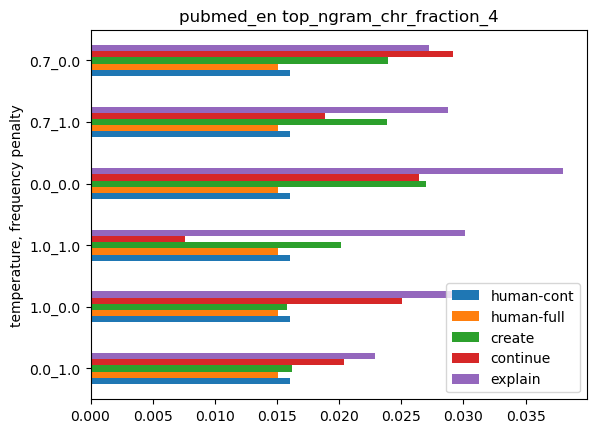 pubmed_en top_ngram_chr_fraction_4
temperature, frequency penalty
0.7_0.0
0.7_1.0
0.0_0.0
1.0_1.0
1.0_0.0
0.0_1.0
human-cont
human-full
create
continue
explain
0.000 0.005 0.010 0.015 0.020 0.025 0.030 0.035